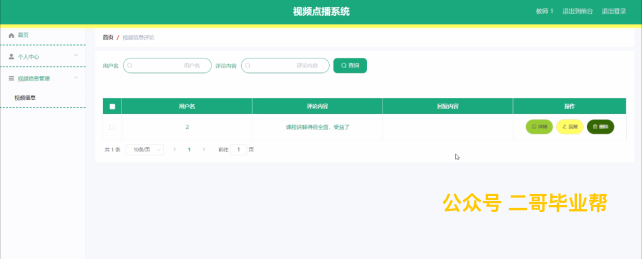 视频点播系统
教师 1 退出到前台 退出登录
首页
个人中心
视频信息管理
视频信息
首页 / 视频信息评论
用户名 用户名 评论内容 评论内容 查询
用户名 评论内容 回复内容 操作
2 课程讲解得很全面，受益了 详情 回复 删除
共 1 条 10条/页 1 前往 1 页
公众号 二哥毕业帮